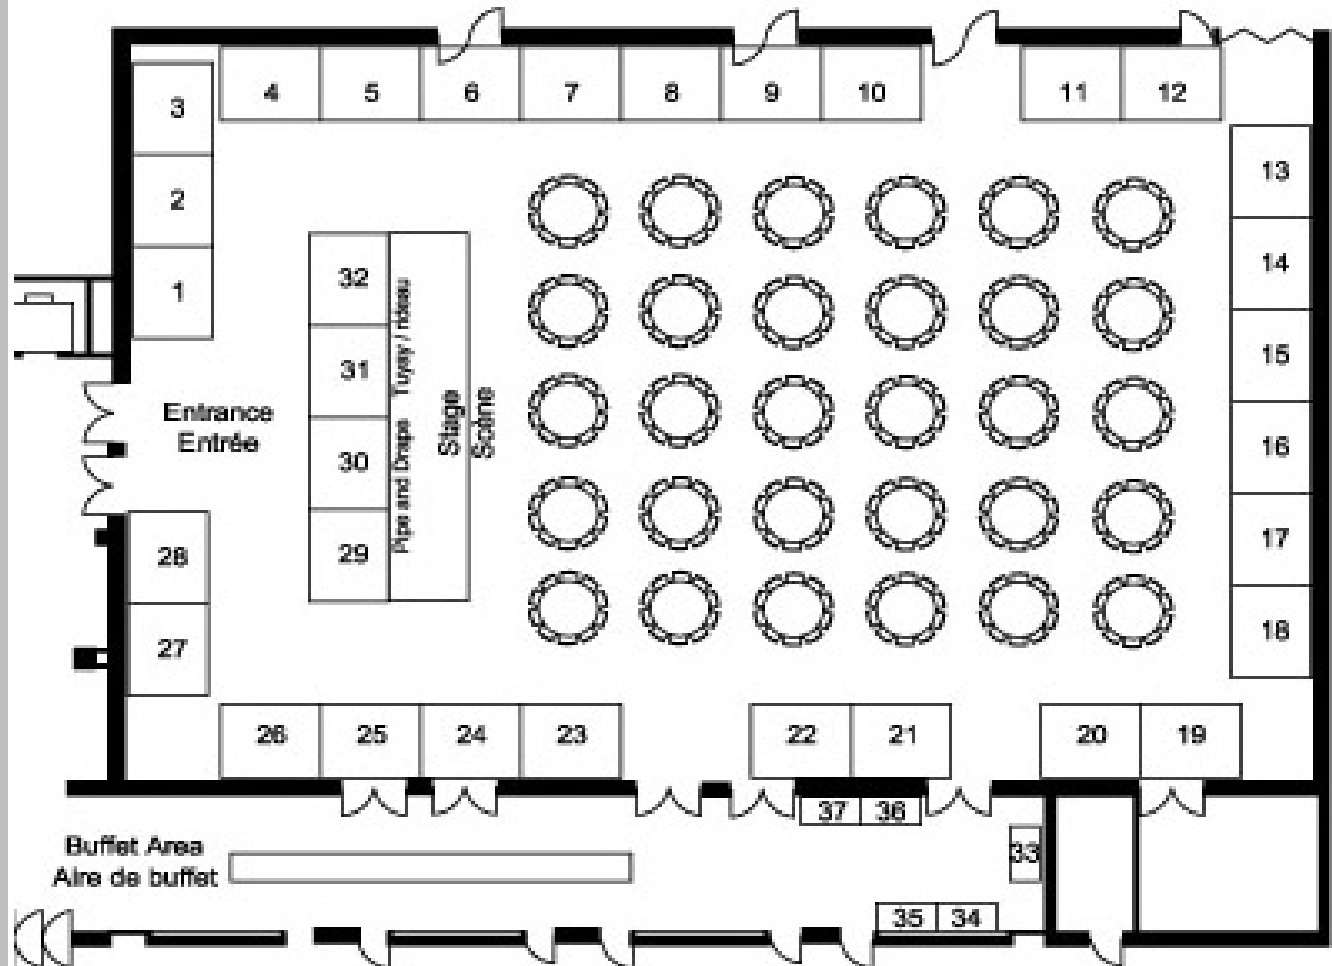 4 5 6 7 8 9 10 11 12
3
2
1
13
14
15
16
17
18
32
31
30
29
Pipe and Drape Tuyay / rideau
Stage
Scène
Entrance
Entrée
28
27
26 25 24 23 22 21 20 19
37 36
33
35 34
Buffet Area
Aire de buffet